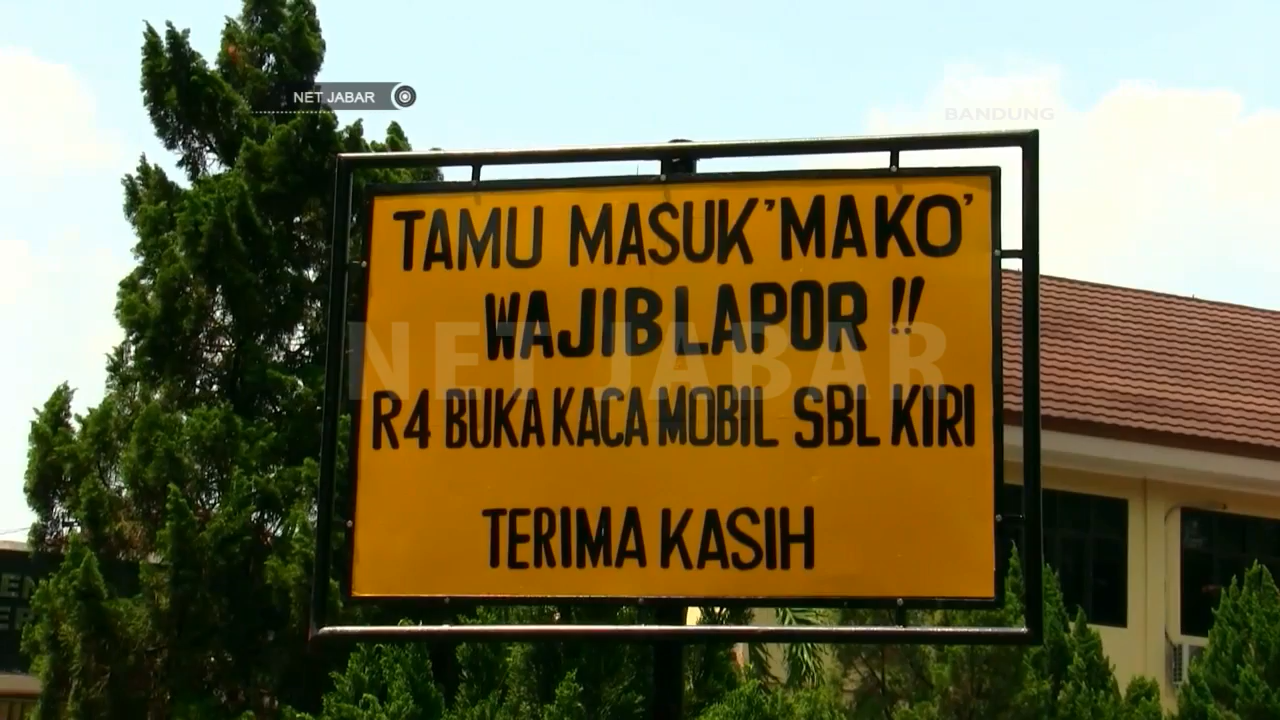 NET JABAR
BANDUNG
TAMU MASUK 'MAKO'
WAJIB LAPOR !!
NET JABAR
R4 BUKA KACA MOBIL SBL KIRI
TERIMA KASIH